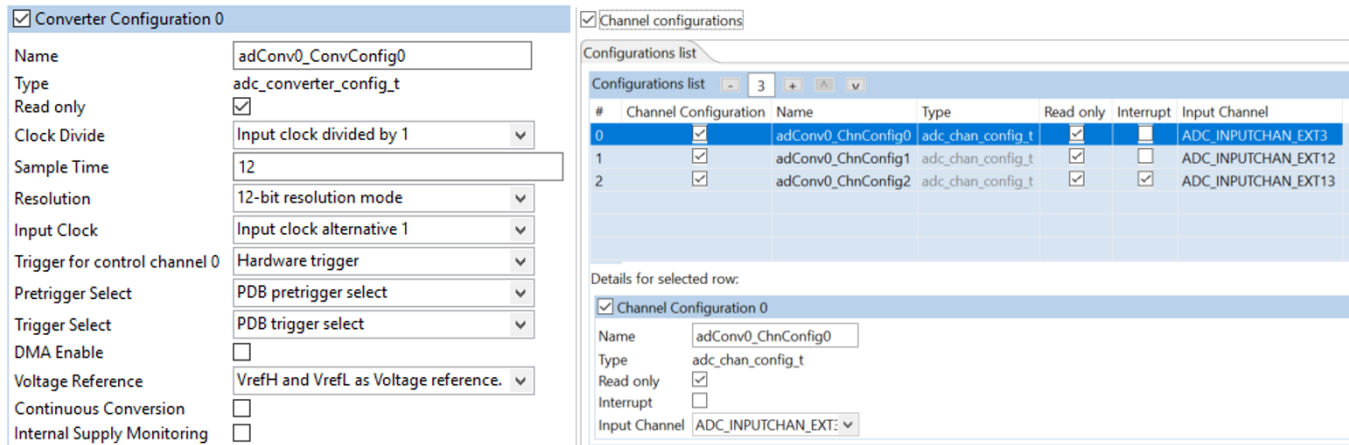 Converter Configuration 0
Name adConv0_ConvConfig0
Type adc_converter_config_t
Read only
Clock Divide Input clock divided by 1
Sample Time 12
Resolution 12-bit resolution mode
Input Clock Input clock alternative 1
Trigger for control channel 0 Hardware trigger
Pretrigger Select PDB pretrigger select
Trigger Select PDB trigger select
DMA Enable
Voltage Reference VrefH and VrefL as Voltage reference.
Continuous Conversion
Internal Supply Monitoring
Channel configurations
Configurations list
Configurations list - 3 + ^ v
# Channel Configuration Name Type Read only Interrupt Input Channel
0 adConv0_ChnConfig0 adc_chan_config_t ADC_INPUTCHAN_EXT3
1 adConv0_ChnConfig1 adc_chan_config_t ADC_INPUTCHAN_EXT12
2 adConv0_ChnConfig2 adc_chan_config_t ADC_INPUTCHAN_EXT13
Details for selected row:
Channel Configuration 0
Name adConv0_ChnConfig0
Type adc_chan_config_t
Read only
Interrupt
Input Channel ADC_INPUTCHAN_EXT: